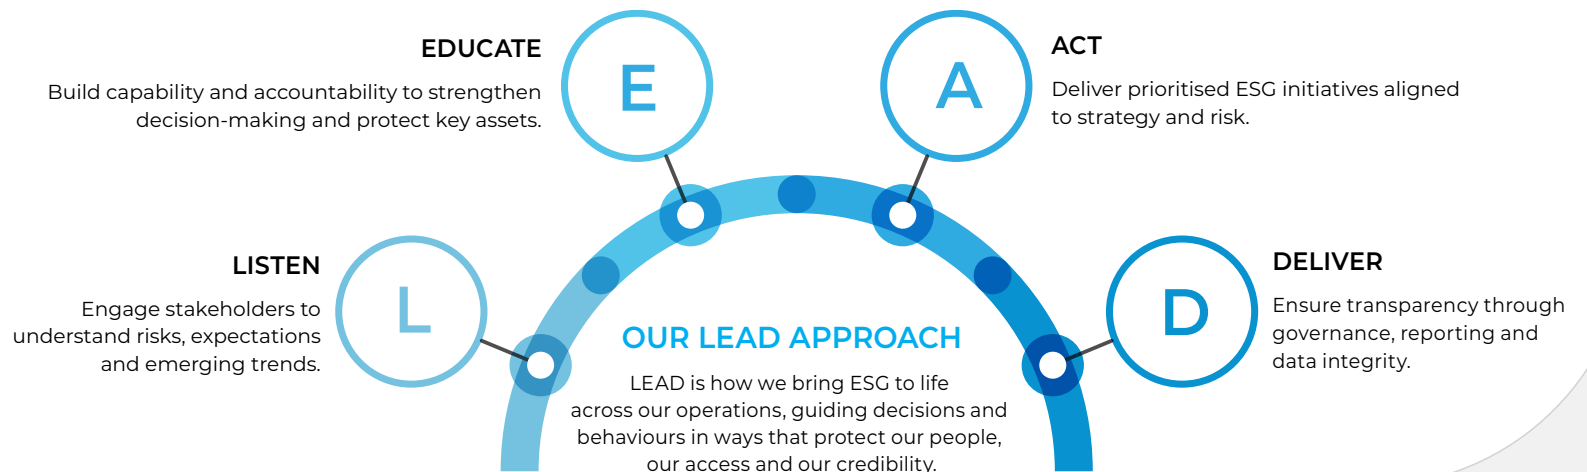 LISTEN
L
Engage stakeholders to
understand risks, expectations
and emerging trends.
EDUCATE
E
Build capability and accountability to strengthen
decision-making and protect key assets.
ACT
A
Deliver prioritised ESG initiatives aligned
to strategy and risk.
DELIVER
D
Ensure transparency through
governance, reporting and
data integrity.
OUR LEAD APPROACH
LEAD is how we bring ESG to life
across our operations, guiding decisions and
behaviours in ways that protect our people,
our access and our credibility.